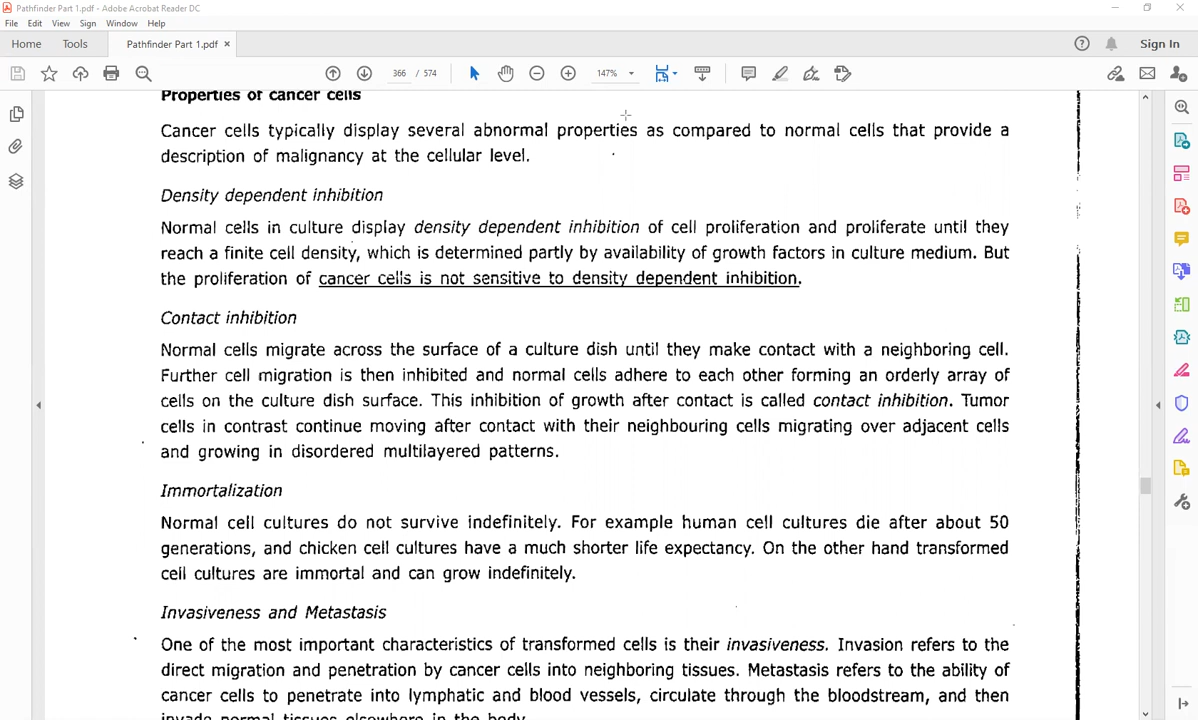 Pathfinder Part 1.pdf - Adobe Acrobat Reader DC
File Edit View Sign Window Help
Home Tools Pathfinder Part 1.pdf × Sign In
366 / 574 147%
Properties of cancer cells
Cancer cells typically display several abnormal properties as compared to normal cells that provide a
description of malignancy at the cellular level.
Density dependent inhibition
Normal cells in culture display density dependent inhibition of cell proliferation and proliferate until they
reach a finite cell density, which is determined partly by availability of growth factors in culture medium. But
the proliferation of cancer cells is not sensitive to density dependent inhibition.
Contact inhibition
Normal cells migrate across the surface of a culture dish until they make contact with a neighboring cell.
Further cell migration is then inhibited and normal cells adhere to each other forming an orderly array of
cells on the culture dish surface. This inhibition of growth after contact is called contact inhibition. Tumor
cells in contrast continue moving after contact with their neighbouring cells migrating over adjacent cells
and growing in disordered multilayered patterns.
Immortalization
Normal cell cultures do not survive indefinitely. For example human cell cultures die after about 50
generations, and chicken cell cultures have a much shorter life expectancy. On the other hand transformed
cell cultures are immortal and can grow indefinitely.
Invasiveness and Metastasis
One of the most important characteristics of transformed cells is their invasiveness. Invasion refers to the
direct migration and penetration by cancer cells into neighboring tissues. Metastasis refers to the ability of
cancer cells to penetrate into lymphatic and blood vessels, circulate through the bloodstream, and then
invade normal tissues elsewhere in the body.